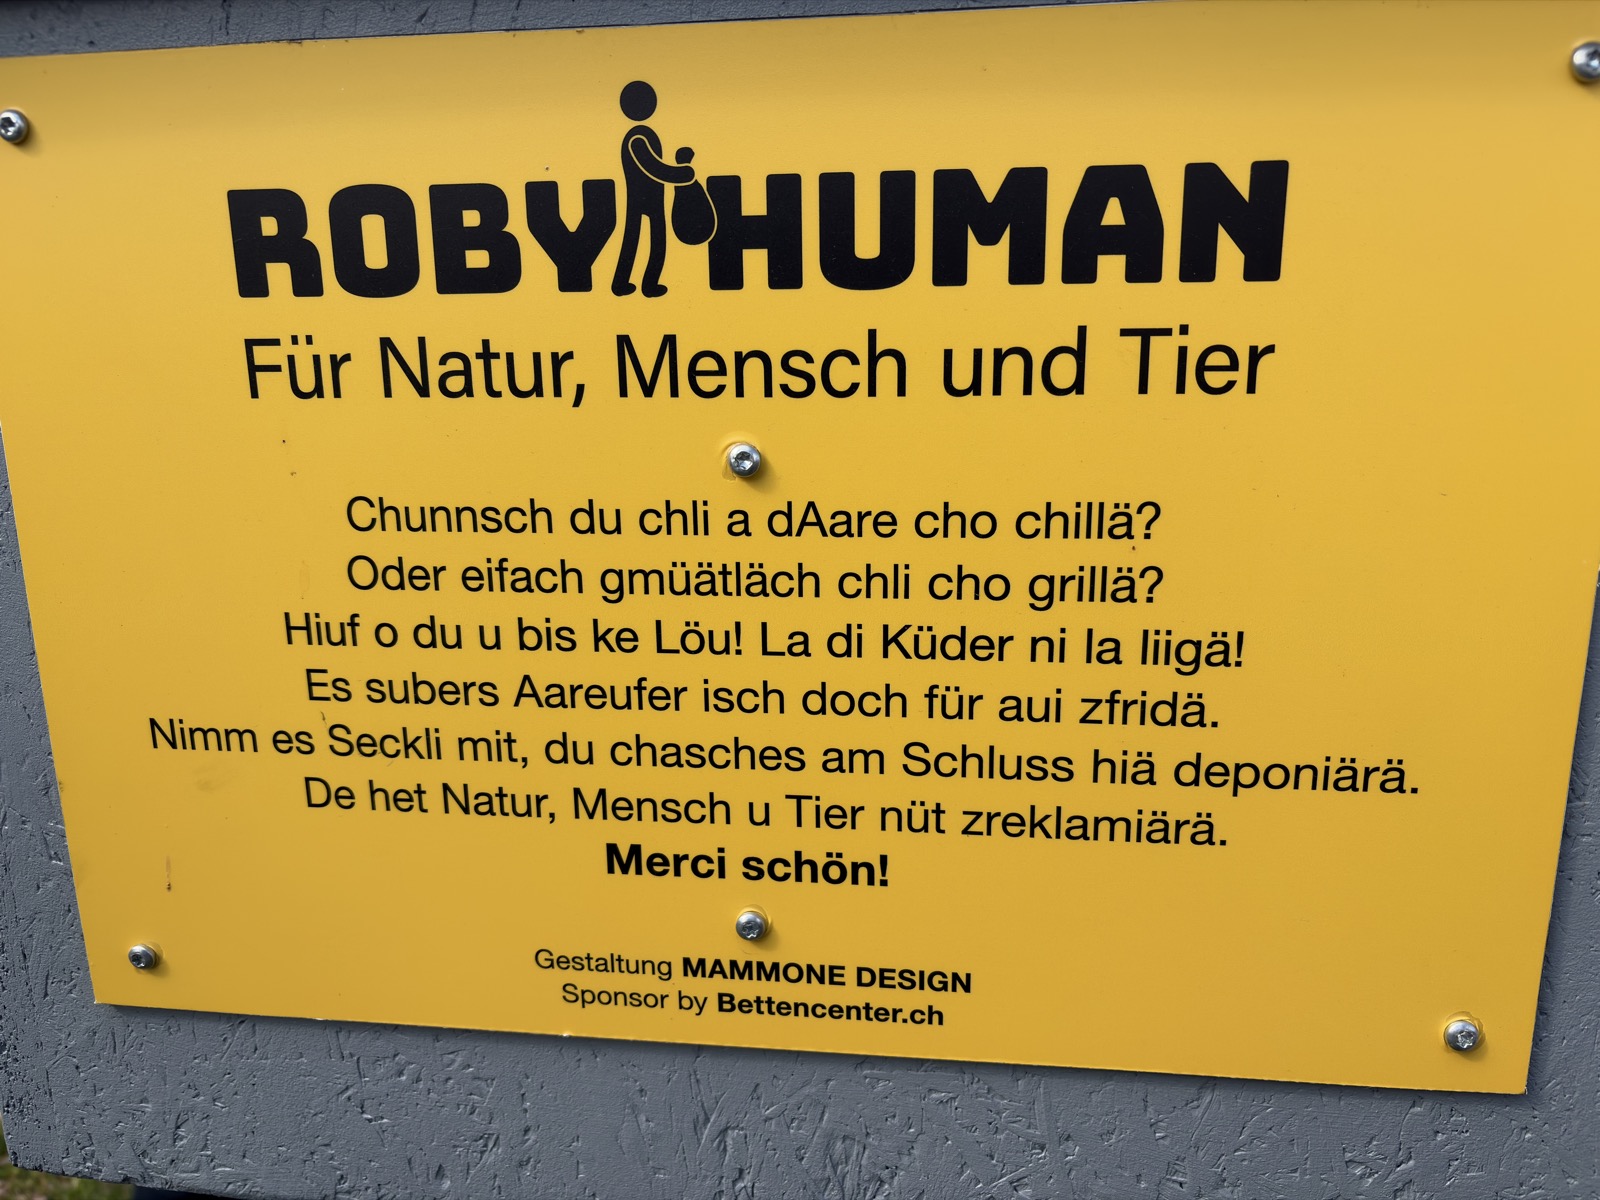 ROBY HUMAN
Für Natur, Mensch und Tier
Chunnsch du chli a dAare cho chillä?
Oder eifach gmüätläch chli cho grillä?
Hiuf o du u bis ke Löu! La di Küder ni la liigä!
Es subers Aareufer isch doch für aui zfridä.
Nimm es Seckli mit, du chasches am Schluss hiä deponiärä.
De het Natur, Mensch u Tier nüt zreklamiärä.
Merci schön!
Gestaltung MAMMONE DESIGN
Sponsor by Bettencenter.ch